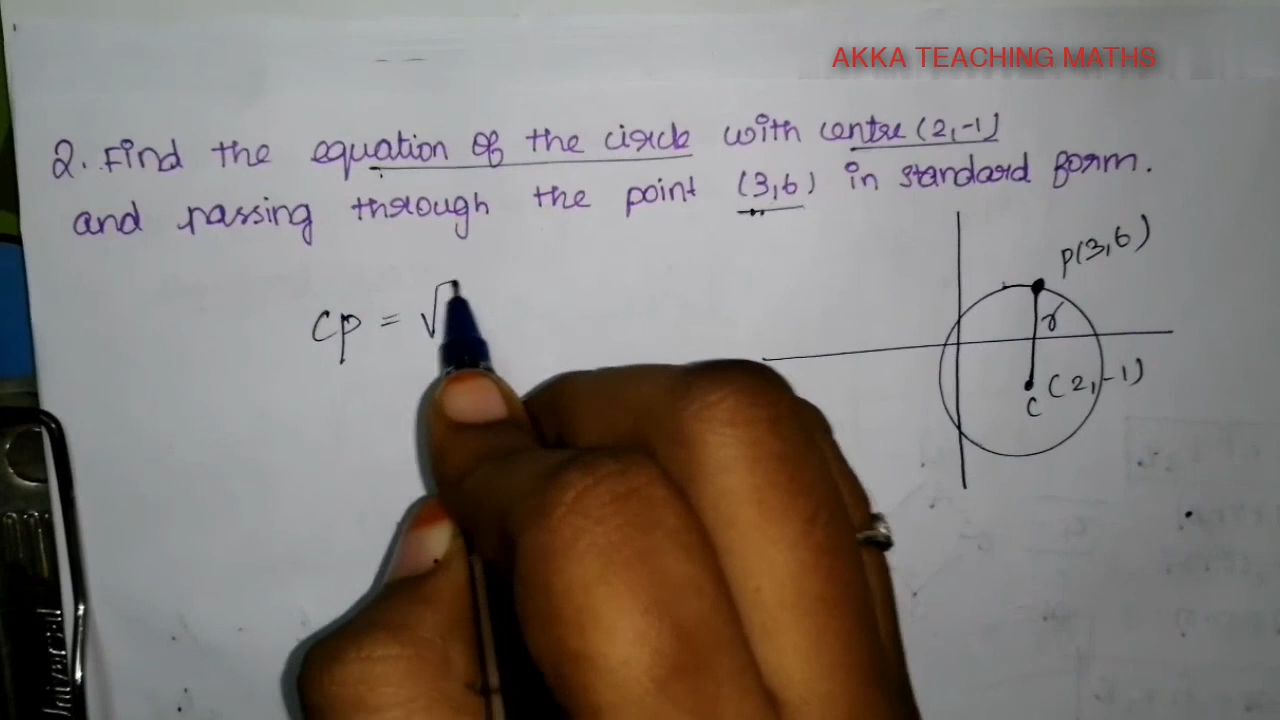 AKKA TEACHING MATHS
2. Find the equation of the circle with centre (2,-1)
and passing through the point (3,6) in standard form.
P(3,6)
CP = √
r
(2,-1)
C